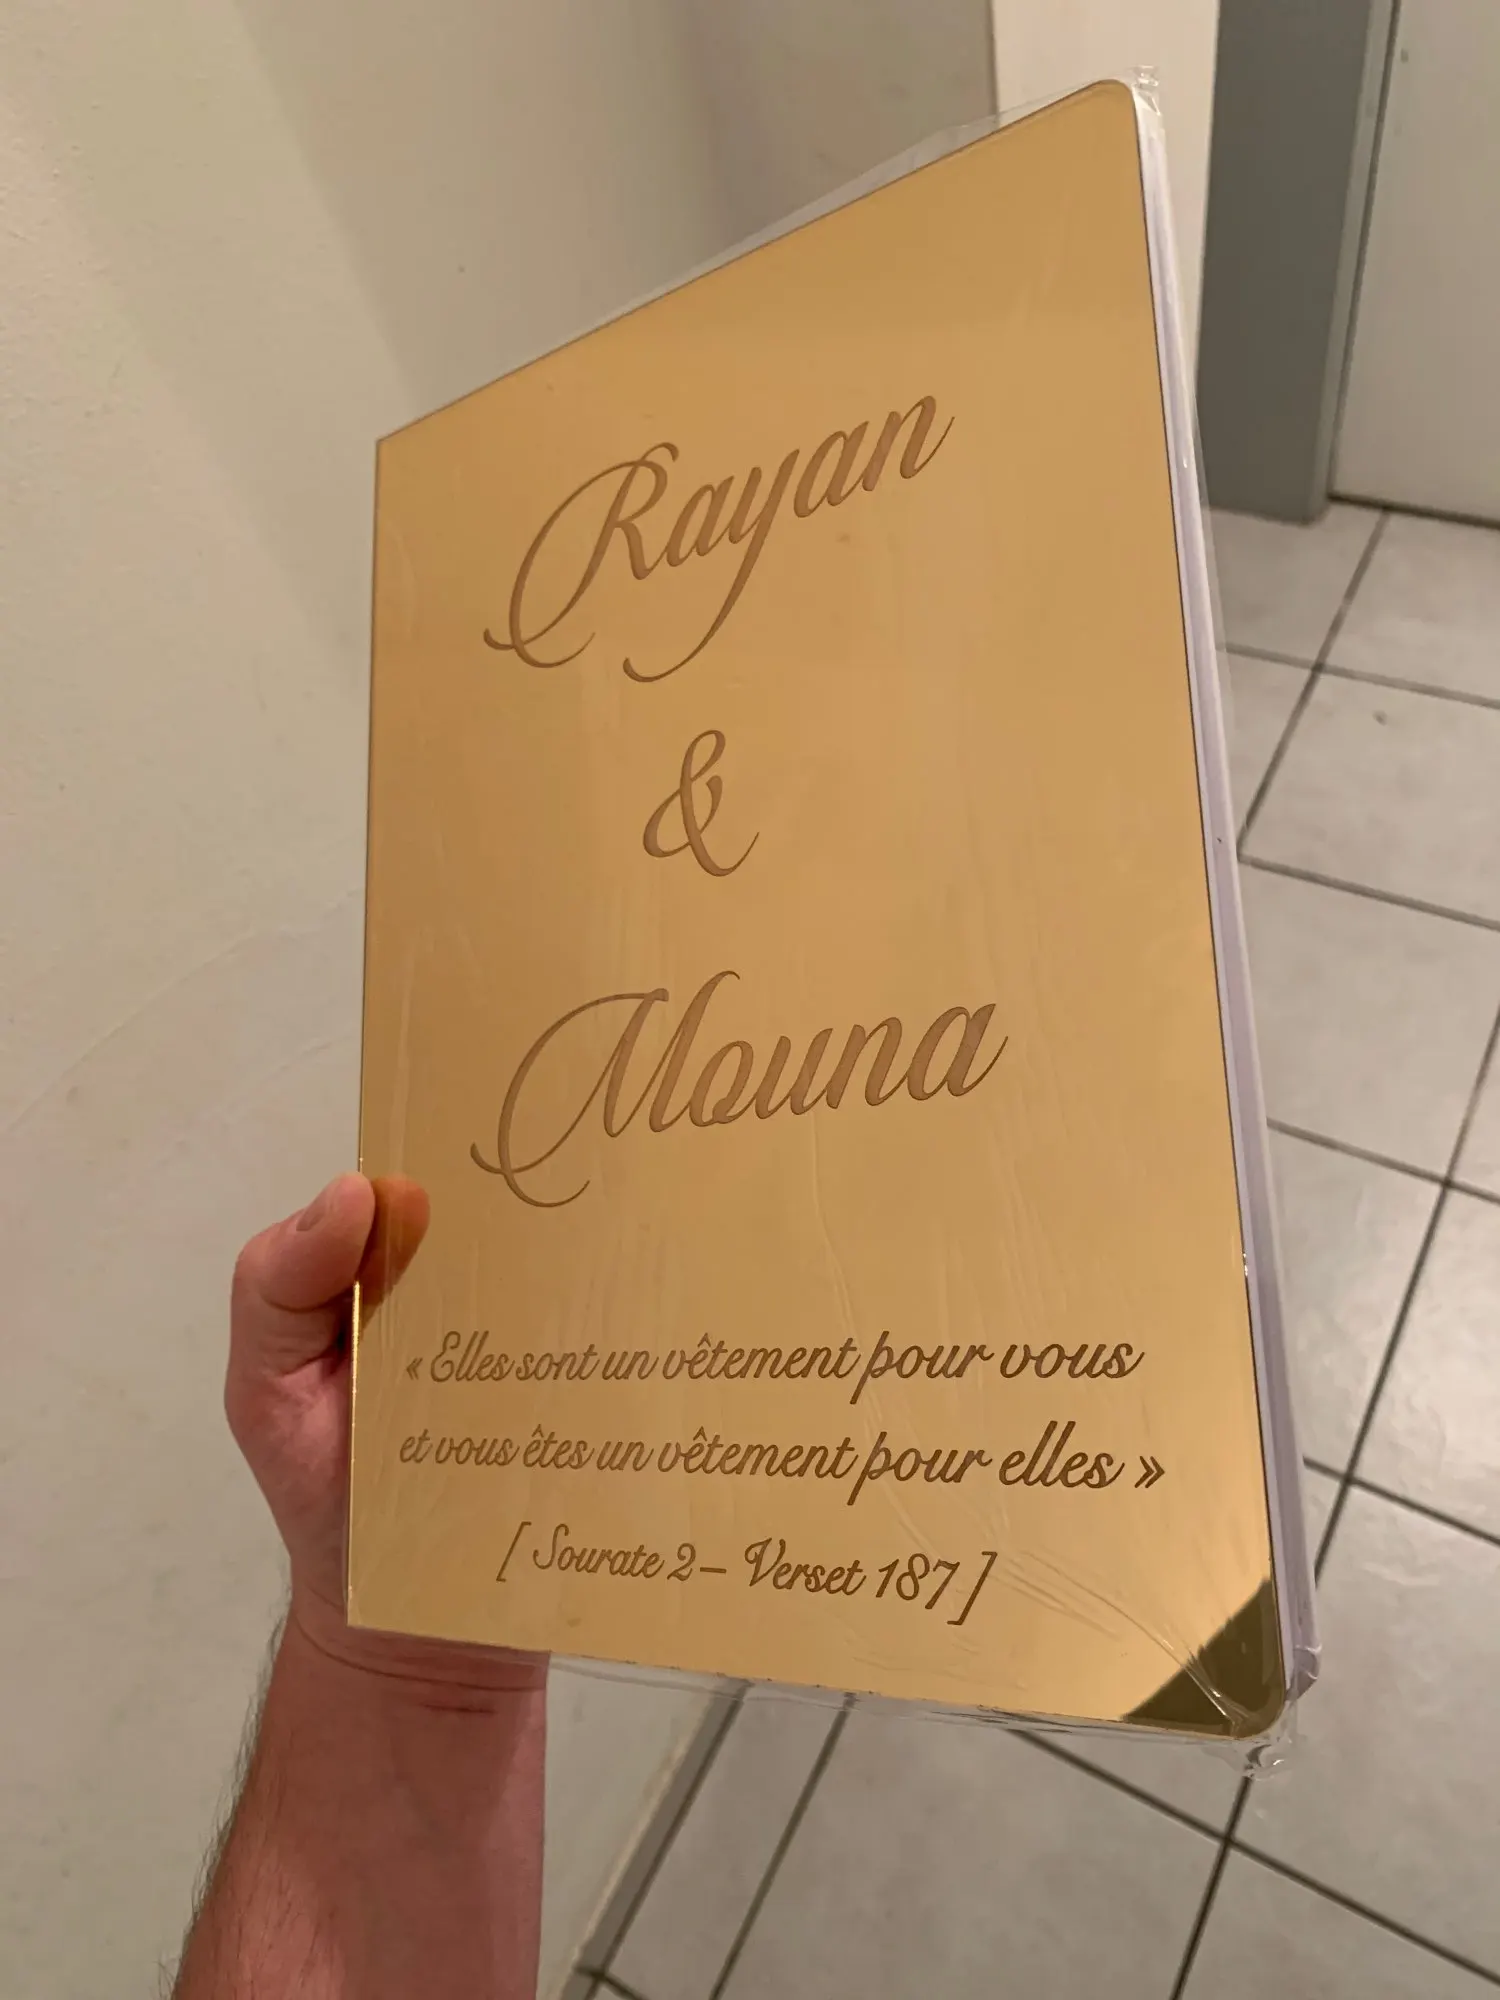 Rayan
&
Mouna
« Elles sont un vêtement pour vous
et vous êtes un vêtement pour elles »
[ Sourate 2 – Verset 187 ]